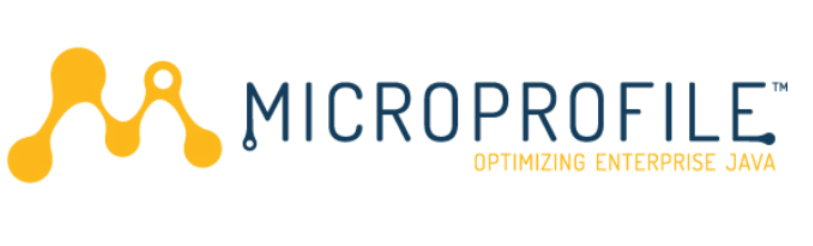 MICROPROFILE™
OPTIMIZING ENTERPRISE JAVA